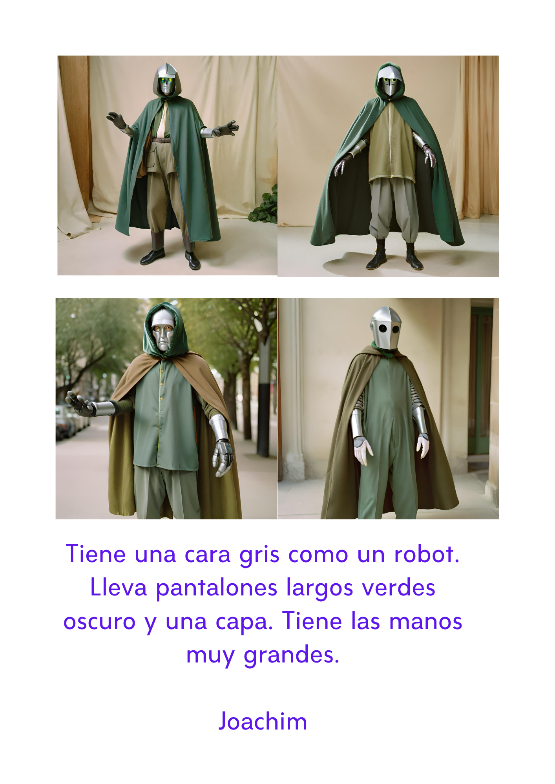 Tiene una cara gris como un robot.
Lleva pantalones largos verdes
oscuro y una capa. Tiene las manos
muy grandes.
Joachim